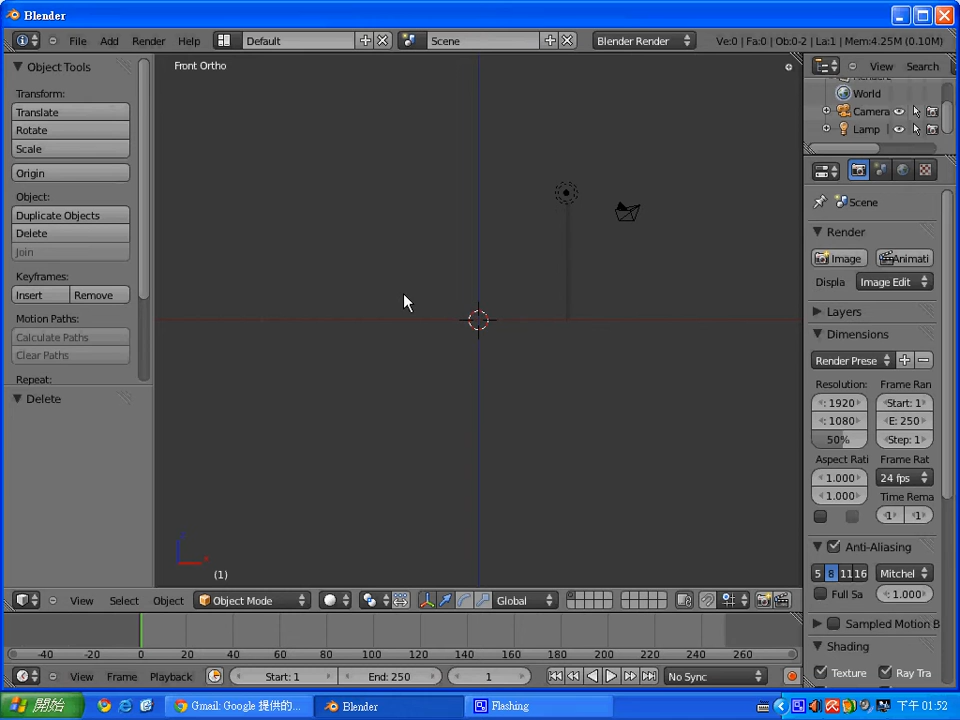 Blender
File Add Render Help Default Scene Blender Render Ve:0 | Fa:0 | Ob:0-2 | La:1 | Mem:4.25M (0.10M)
Object Tools
Transform:
Translate
Rotate
Scale
Origin
Object:
Duplicate Objects
Delete
Join
Keyframes:
Insert Remove
Motion Paths:
Calculate Paths
Clear Paths
Repeat:
Delete
Front Ortho
(1)
View Search
World
Camera
Lamp
Scene
Render
Image Animati
Displa Image Edit
Layers
Dimensions
Render Prese
Resolution: Frame Ran
: 1920 Start: 1
: 1080 E: 250
50% Step: 1
Aspect Rati Frame Rat
1.000 24 fps
1.000 Time Rema
1 1
Anti-Aliasing
5 8 11 16 Mitchel
Full Sa : 1.000
Sampled Motion B
Shading
Texture Ray Tra
View Select Object Object Mode Global
-40 -20 0 20 40 60 80 100 120 140 160 180 200 220 240 260
View Frame Playback Start: 1 End: 250 1 No Sync
開始 Gmail: Google 提供的... Blender Flashing 下午 01:52